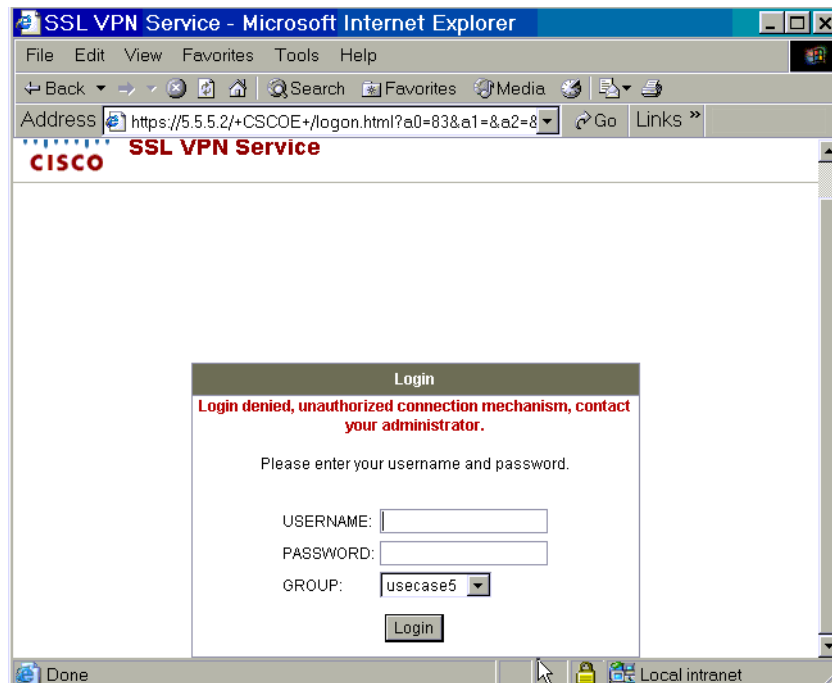 SSL VPN Service - Microsoft Internet Explorer
File Edit View Favorites Tools Help
Back Search Favorites Media
Address https://5.5.5.2/+CSCOE+/logon.html?a0=83&a1=&a2=& Go Links »
CISCO SSL VPN Service
Login
Login denied, unauthorized connection mechanism, contact
your administrator.
Please enter your username and password.
USERNAME:
PASSWORD:
GROUP: usecase5
Login
Done Local intranet